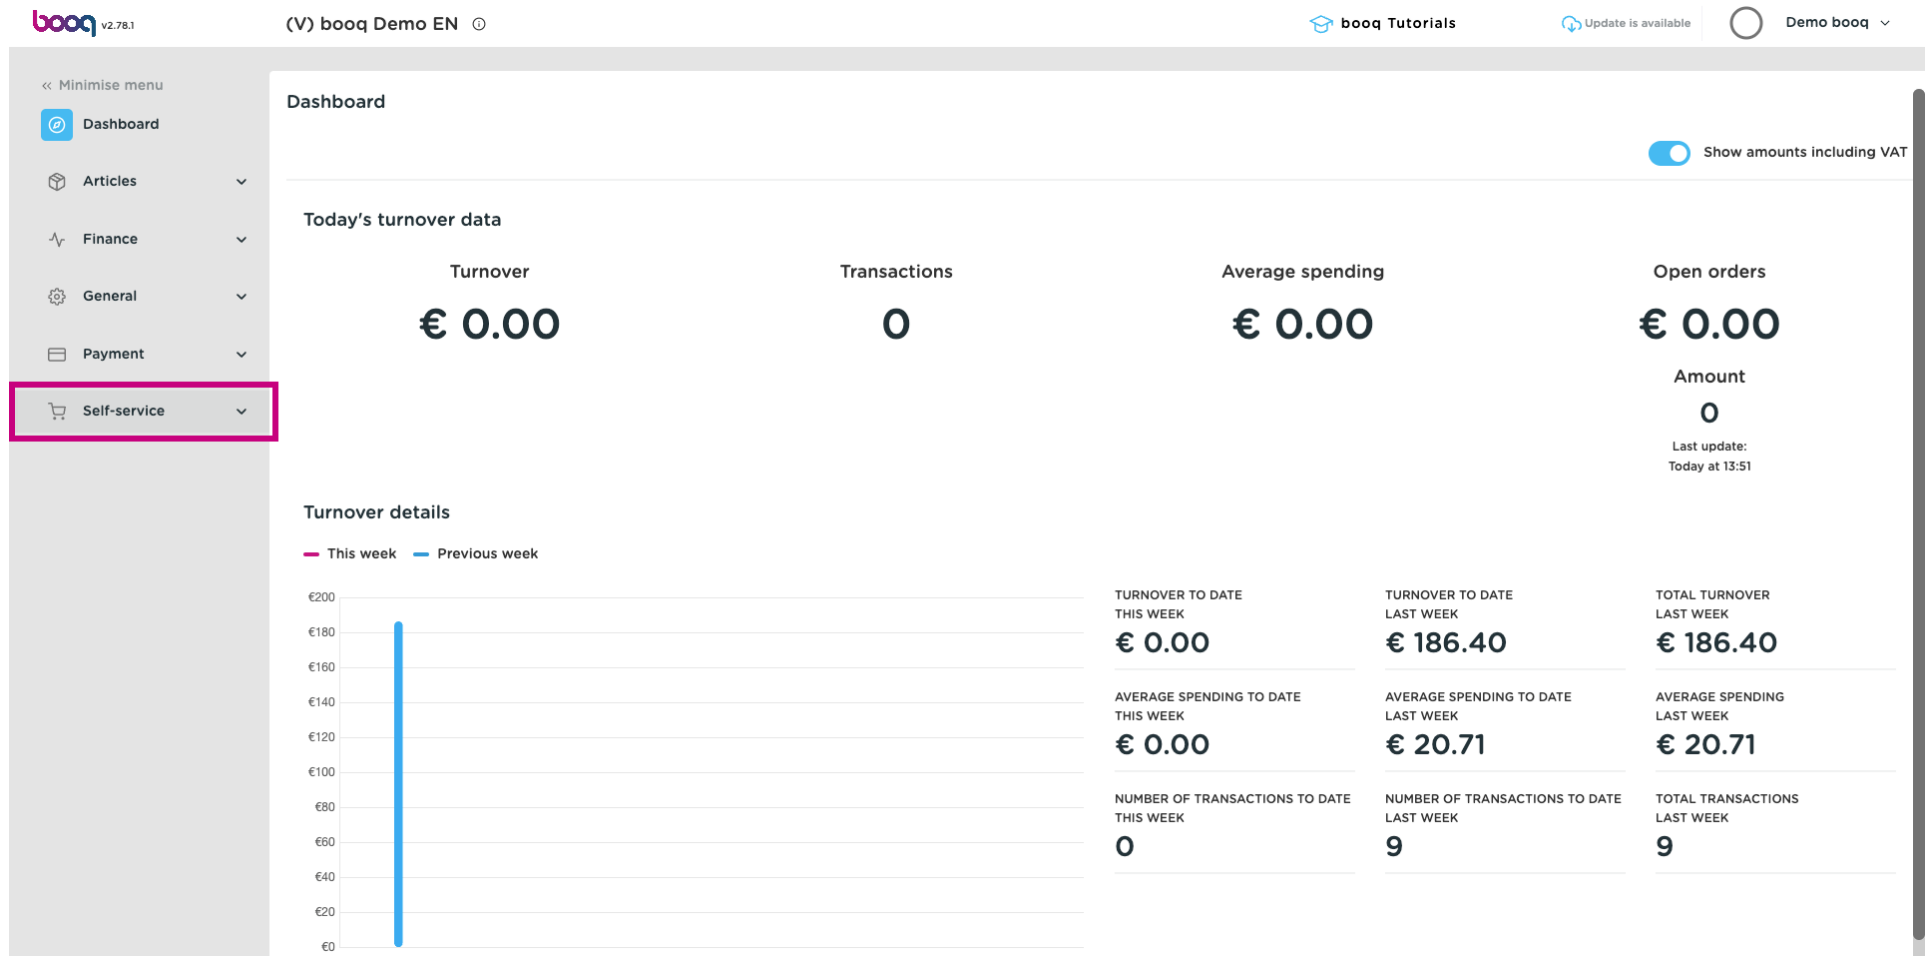 booq v2.78.1
(V) booq Demo EN
booq Tutorials
Update is available
Demo booq
« Minimise menu
Dashboard
Articles
Finance
General
Payment
Self-service
Dashboard
Show amounts including VAT
Today's turnover data
Turnover
€ 0.00
Transactions
0
Average spending
€ 0.00
Open orders
€ 0.00
Amount
0
Last update:
Today at 13:51
Turnover details
This week
Previous week
€200
€180
€160
€140
€120
€100
€80
€60
€40
€20
€0
TURNOVER TO DATE
THIS WEEK
€ 0.00
TURNOVER TO DATE
LAST WEEK
€ 186.40
TOTAL TURNOVER
LAST WEEK
€ 186.40
AVERAGE SPENDING TO DATE
THIS WEEK
€ 0.00
AVERAGE SPENDING TO DATE
LAST WEEK
€ 20.71
AVERAGE SPENDING
LAST WEEK
€ 20.71
NUMBER OF TRANSACTIONS TO DATE
THIS WEEK
0
NUMBER OF TRANSACTIONS TO DATE
LAST WEEK
9
TOTAL TRANSACTIONS
LAST WEEK
9